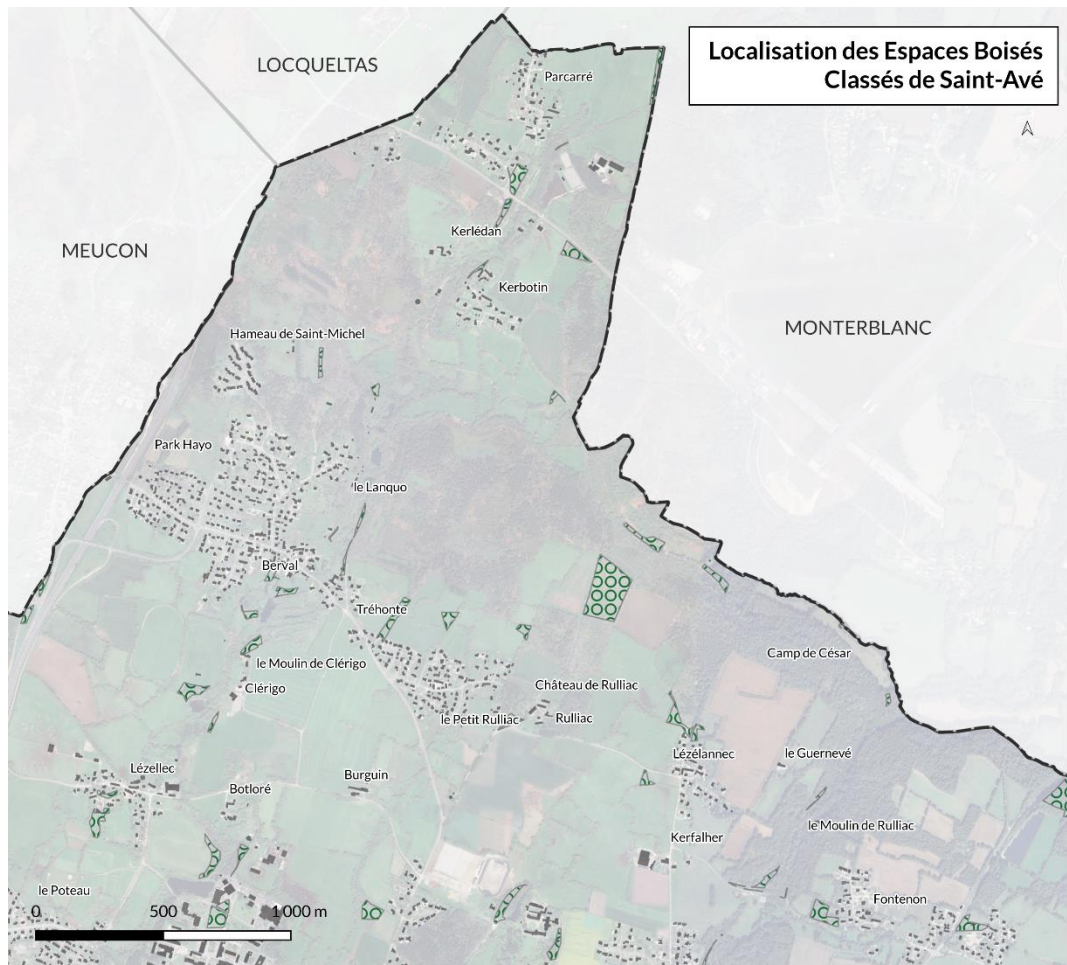 Localisation des Espaces Boisés
Classés de Saint-Avé
LOCQUELTAS
Parcarré
MEUCON
Kerlédan
Kerbotin
MONTERBLANC
Hameau de Saint-Michel
Park Hayo
le Lanquo
Berval
Tréhonte
le Moulin de Clérigo
Camp de César
Clérigo
Château de Rulliac
le Petit Rulliac
Rulliac
Lézélannec
le Guernevé
Lézellec
Burguin
Botloré
Kerfalher
le Moulin de Rulliac
le Poteau
Fontenon
0 500 1 000 m